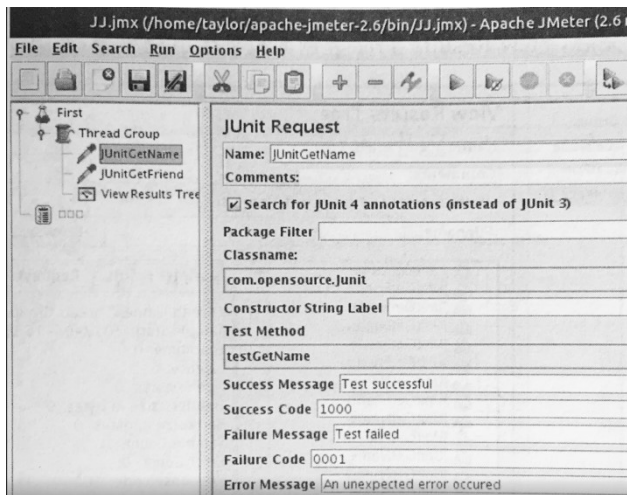 JJ.jmx (/home/taylor/apache-jmeter-2.6/bin/JJ.jmx) - Apache JMeter (2.6
File Edit Search Run Options Help
First
Thread Group
JUnitGetName
JUnitGetFriend
View Results Tree
JUnit Request
Name: JUnitGetName
Comments:
Search for JUnit 4 annotations (instead of JUnit 3)
Package Filter
Classname:
com.opensource.Junit
Constructor String Label
Test Method
testGetName
Success Message Test successful
Success Code 1000
Failure Message Test failed
Failure Code 0001
Error Message An unexpected error occured